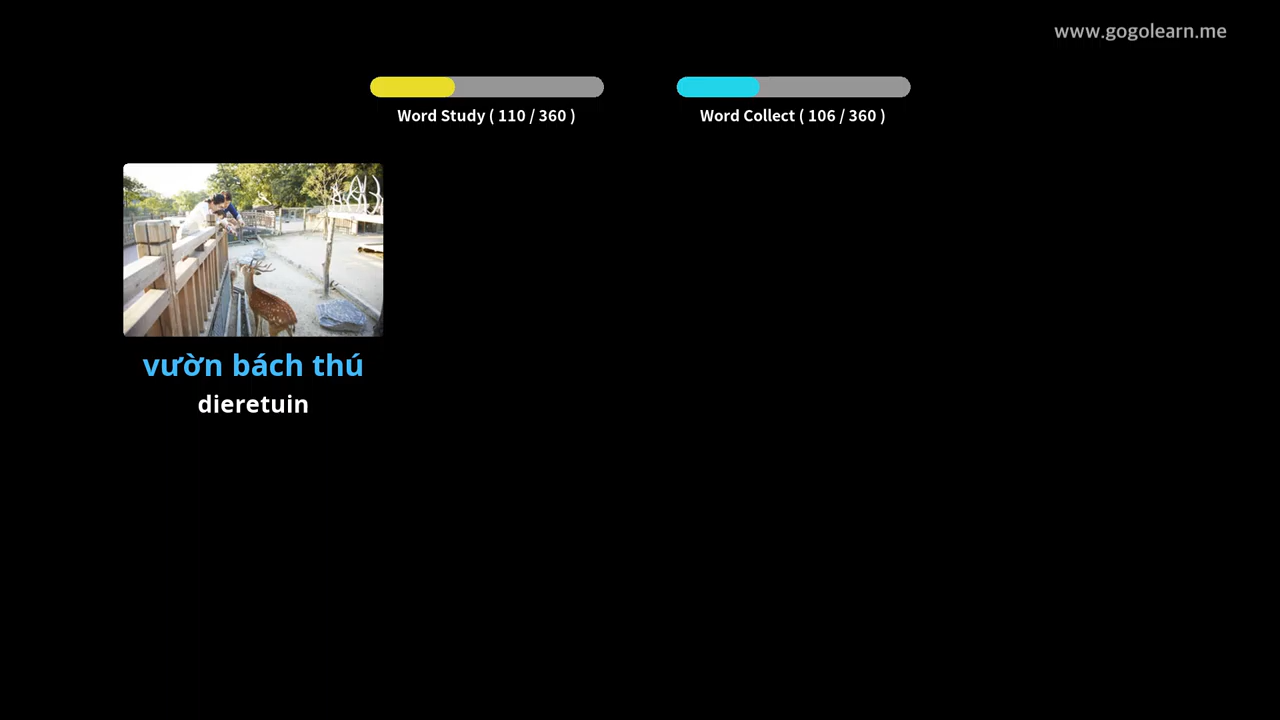 www.gogolearn.me
Word Study ( 110 / 360 )
Word Collect ( 106 / 360 )
vườn bách thú
dieretuin